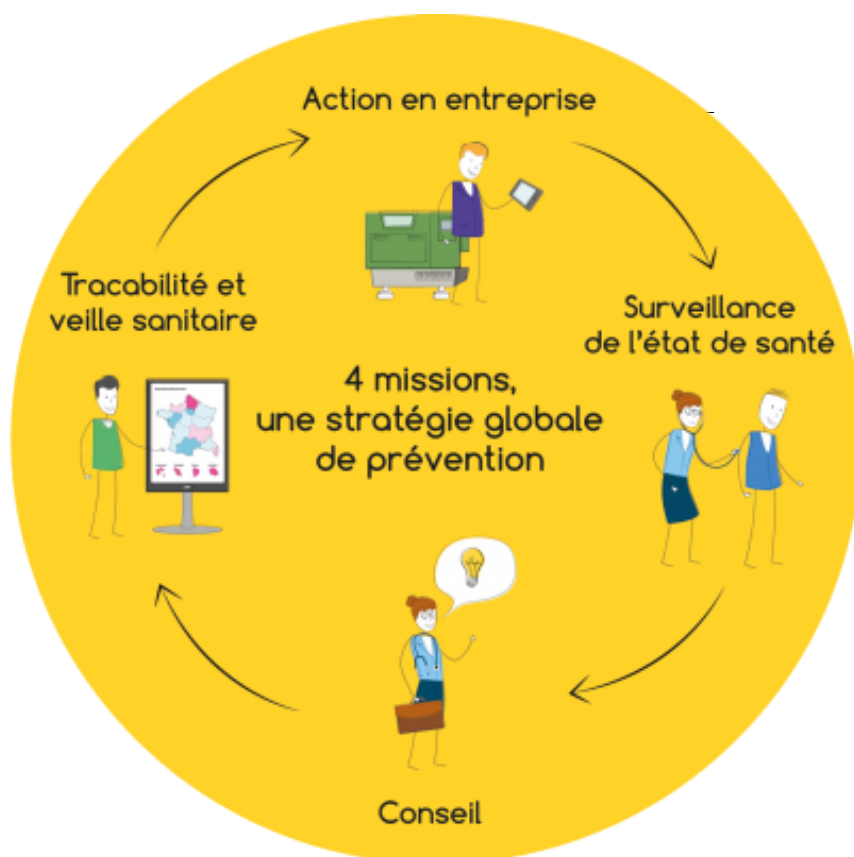 Action en entreprise
Surveillance
de l'état de santé
Conseil
Tracabilité et
veille sanitaire
4 missions,
une stratégie globale
de prévention